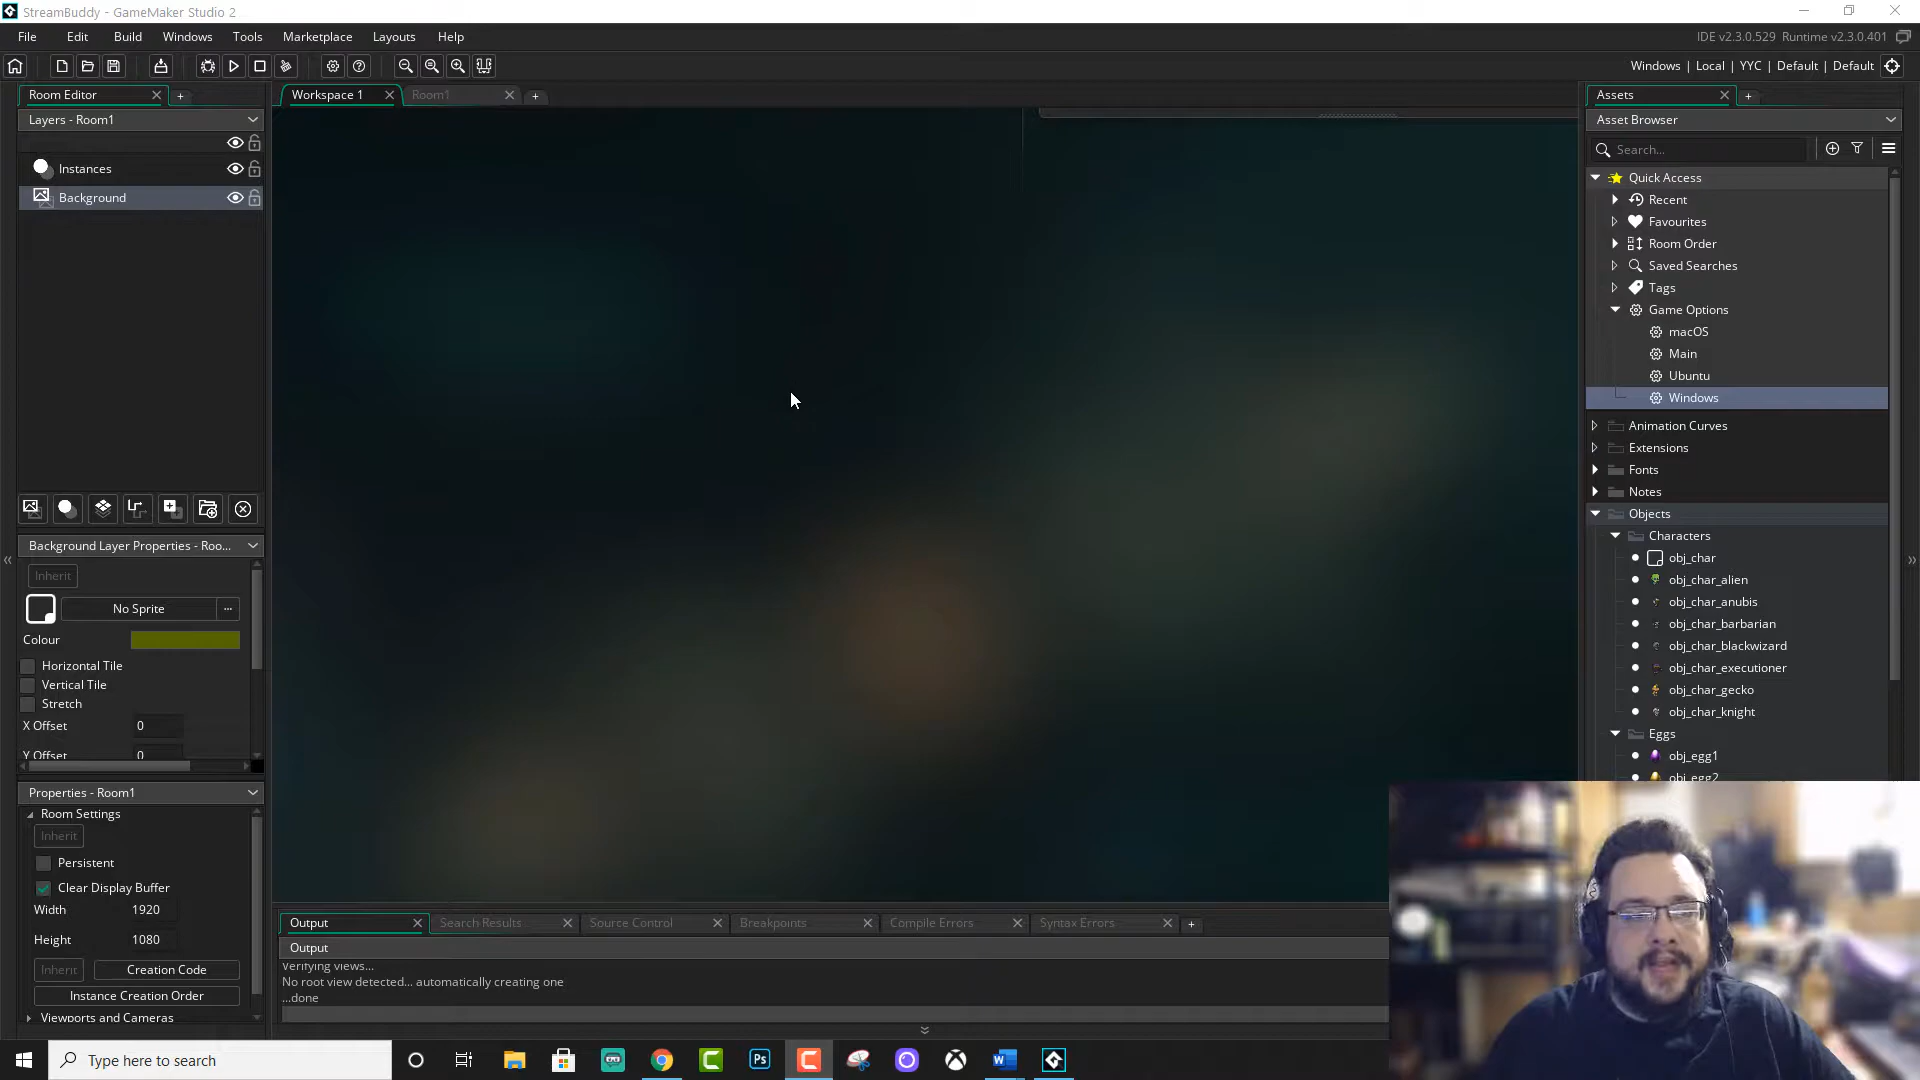 StreamBuddy - GameMaker Studio 2
File Edit Build Windows Tools Marketplace Layouts Help
IDE v2.3.0.529 Runtime v2.3.0.401
Windows | Local | YYC | Default | Default
Room Editor
Layers - Room1
Instances
Background
Background Layer Properties - Roo...
Inherit
No Sprite
...
Colour
Horizontal Tile
Vertical Tile
Stretch
X Offset 0
Y Offset 0
Properties - Room1
Room Settings
Inherit
Persistent
Clear Display Buffer
Width 1920
Height 1080
Inherit Creation Code
Instance Creation Order
Viewports and Cameras
Workspace 1 Room1
Output Search Results Source Control Breakpoints Compile Errors Syntax Errors
Output
Verifying views...
No root view detected... automatically creating one
...done
Assets
Asset Browser
Search...
Quick Access
Recent
Favourites
Room Order
Saved Searches
Tags
Game Options
macOS
Main
Ubuntu
Windows
Animation Curves
Extensions
Fonts
Notes
Objects
Characters
obj_char
obj_char_alien
obj_char_anubis
obj_char_barbarian
obj_char_blackwizard
obj_char_executioner
obj_char_gecko
obj_char_knight
Eggs
obj_egg1
obj_egg2
Type here to search
Ps